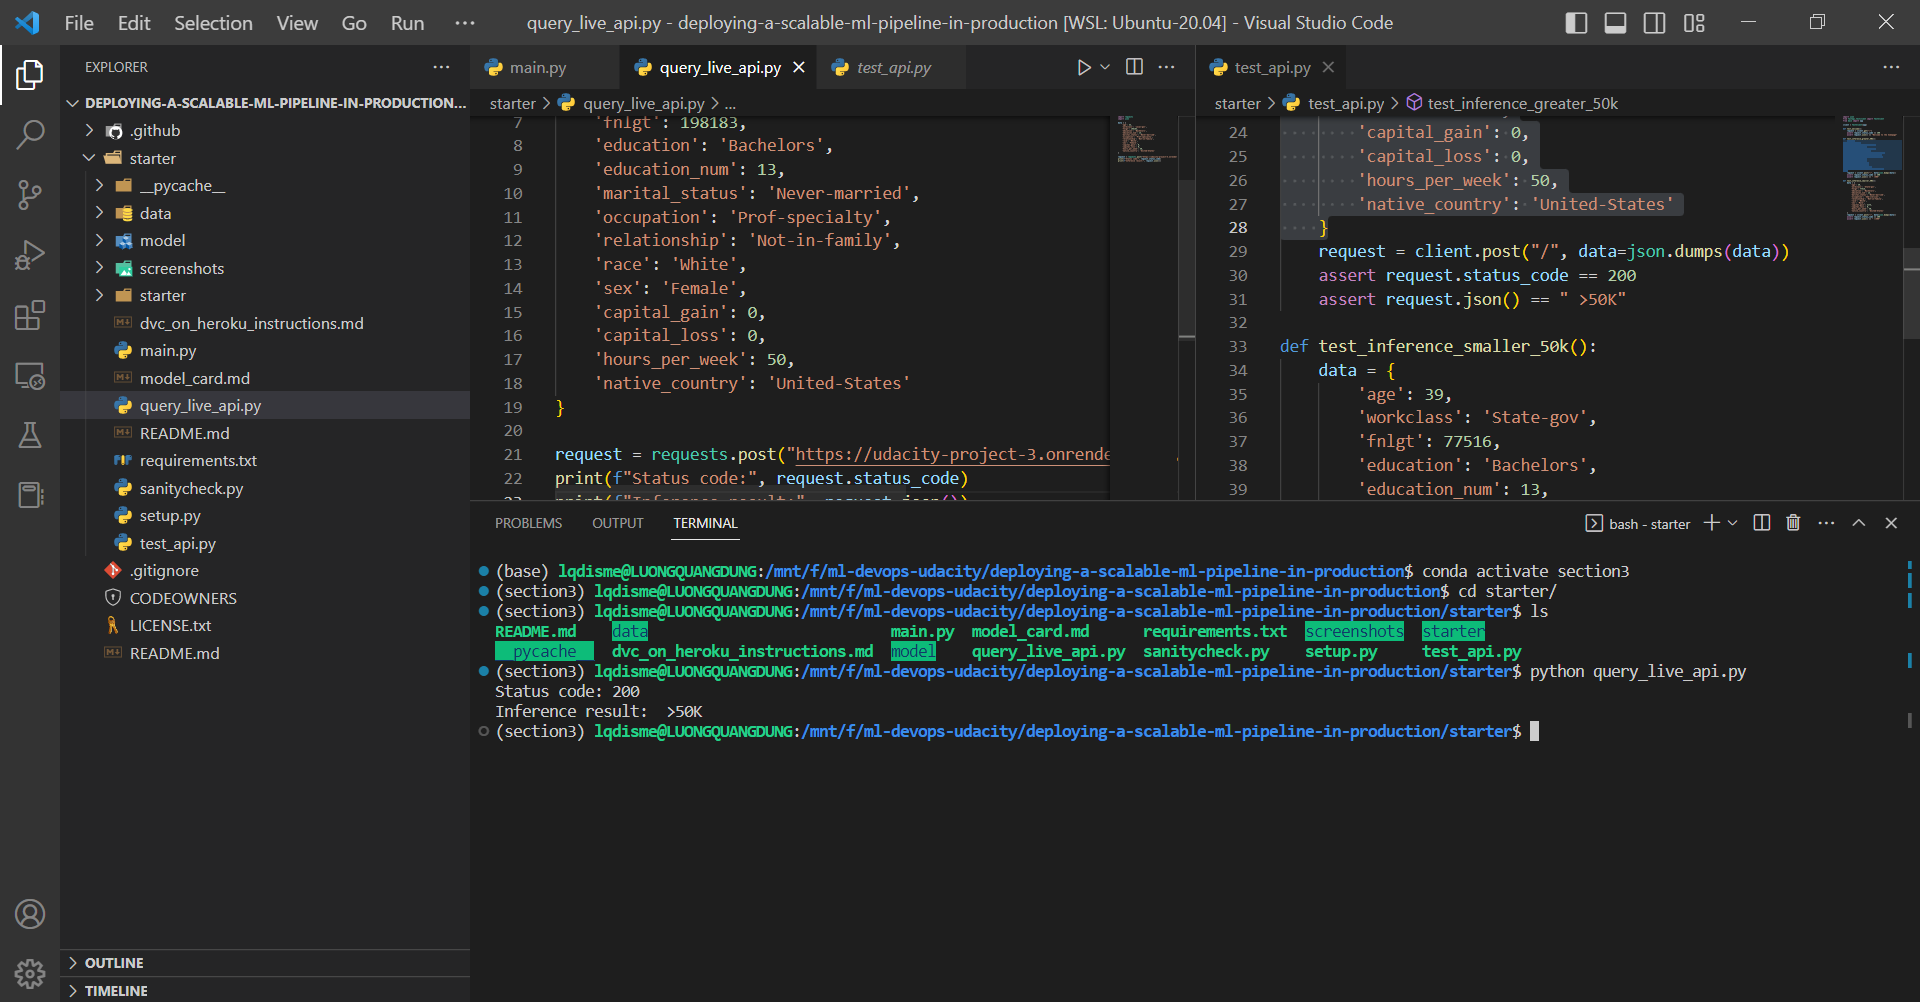 File Edit Selection View Go Run ··· query_live_api.py - deploying-a-scalable-ml-pipeline-in-production [WSL: Ubuntu-20.04] - Visual Studio Code
EXPLORER
DEPLOYING-A-SCALABLE-ML-PIPELINE-IN-PRODUCTION...
.github
starter
__pycache__
data
model
screenshots
starter
dvc_on_heroku_instructions.md
main.py
model_card.md
query_live_api.py
README.md
requirements.txt
sanitycheck.py
setup.py
test_api.py
.gitignore
CODEOWNERS
LICENSE.txt
README.md
OUTLINE
TIMELINE
main.py query_live_api.py test_api.py
starter > query_live_api.py > ...
7 'fnlgt': 198183,
8 'education': 'Bachelors',
9 'education_num': 13,
10 'marital_status': 'Never-married',
11 'occupation': 'Prof-specialty',
12 'relationship': 'Not-in-family',
13 'race': 'White',
14 'sex': 'Female',
15 'capital_gain': 0,
16 'capital_loss': 0,
17 'hours_per_week': 50,
18 'native_country': 'United-States'
19 }
20
21 request = requests.post("https://udacity-project-3.onrende
22 print(f"Status code:", request.status_code)
23 print(f"Inference result:", request.json())
test_api.py
starter > test_api.py > test_inference_greater_50k
24 'capital_gain': 0,
25 'capital_loss': 0,
26 'hours_per_week': 50,
27 'native_country': 'United-States'
28 }
29 request = client.post("/", data=json.dumps(data))
30 assert request.status_code == 200
31 assert request.json() == " >50K"
32
33 def test_inference_smaller_50k():
34 data = {
35 'age': 39,
36 'workclass': 'State-gov',
37 'fnlgt': 77516,
38 'education': 'Bachelors',
39 'education_num': 13,
PROBLEMS OUTPUT TERMINAL bash - starter
(base) lqdisme@LUONGQUANGDUNG:/mnt/f/ml-devops-udacity/deploying-a-scalable-ml-pipeline-in-production$ conda activate section3
(section3) lqdisme@LUONGQUANGDUNG:/mnt/f/ml-devops-udacity/deploying-a-scalable-ml-pipeline-in-production$ cd starter/
(section3) lqdisme@LUONGQUANGDUNG:/mnt/f/ml-devops-udacity/deploying-a-scalable-ml-pipeline-in-production/starter$ ls
README.md data main.py model_card.md requirements.txt screenshots starter
__pycache__ dvc_on_heroku_instructions.md model query_live_api.py sanitycheck.py setup.py test_api.py
(section3) lqdisme@LUONGQUANGDUNG:/mnt/f/ml-devops-udacity/deploying-a-scalable-ml-pipeline-in-production/starter$ python query_live_api.py
Status code: 200
Inference result:  >50K
(section3) lqdisme@LUONGQUANGDUNG:/mnt/f/ml-devops-udacity/deploying-a-scalable-ml-pipeline-in-production/starter$